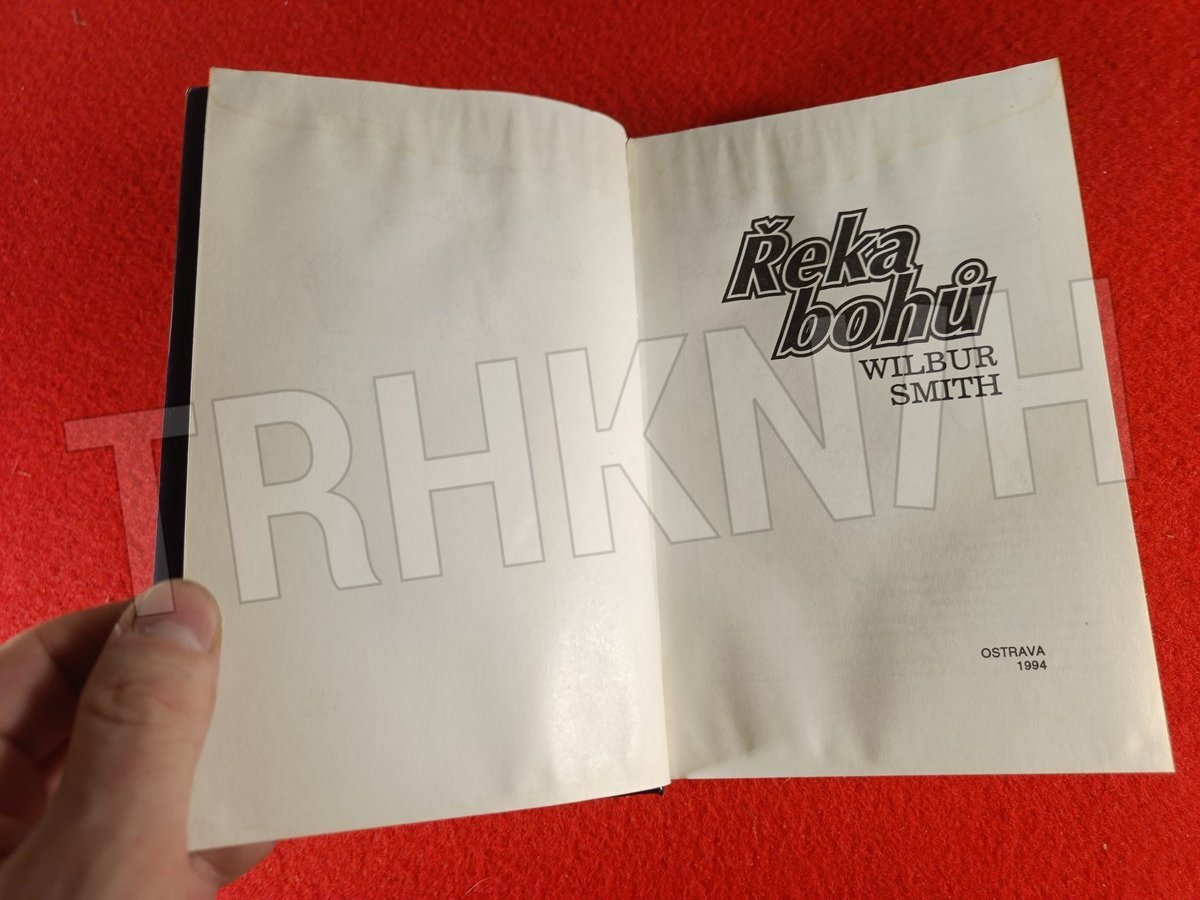 Řeka
bohů
WILBUR
SMITH
TRHKNIH
OSTRAVA
1994